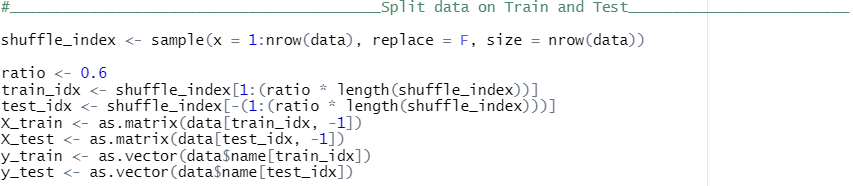 #__________________________________________Split data on Train and Test_________________________
shuffle_index <- sample(x = 1:nrow(data), replace = F, size = nrow(data))
ratio <- 0.6
train_idx <- shuffle_index[1:(ratio * length(shuffle_index))]
test_idx <- shuffle_index[-(1:(ratio * length(shuffle_index)))]
X_train <- as.matrix(data[train_idx, -1])
X_test <- as.matrix(data[test_idx, -1])
y_train <- as.vector(data$name[train_idx])
y_test <- as.vector(data$name[test_idx])